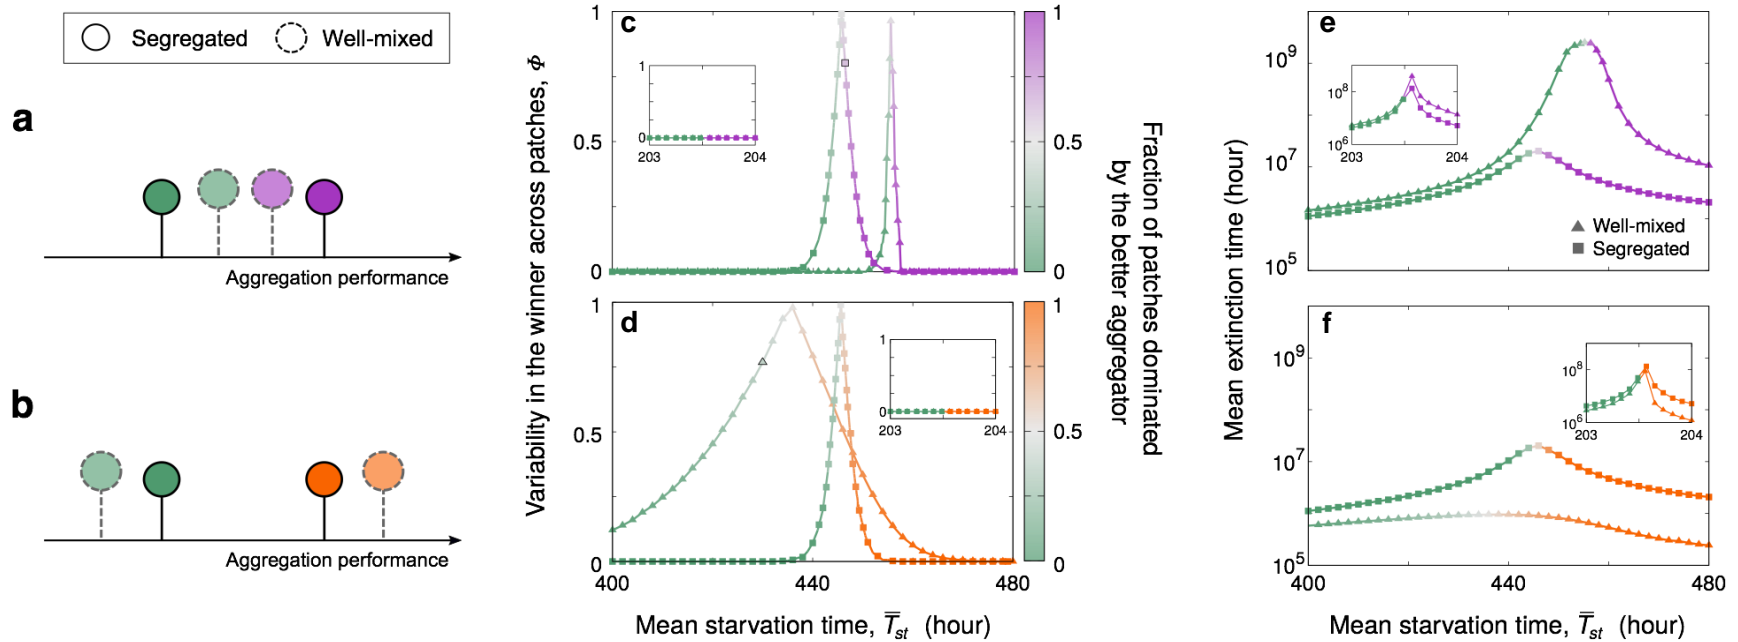 Segregated
Well-mixed
a
Aggregation performance
b
Aggregation performance
Variability in the winner across patches, Φ
c
1
0.5
0
1
0
203
204
1
0.5
0
d
1
0.5
0
1
0
203
204
1
0.5
0
400
440
480
Mean starvation time, T̅st (hour)
Fraction of patches dominated
by the better aggregator
Mean extinction time (hour)
e
10⁹
10⁷
10⁵
10⁸
10⁶
203
204
Well-mixed
Segregated
f
10⁹
10⁷
10⁵
10⁸
10⁶
203
204
400
440
480
Mean starvation time, T̅st (hour)